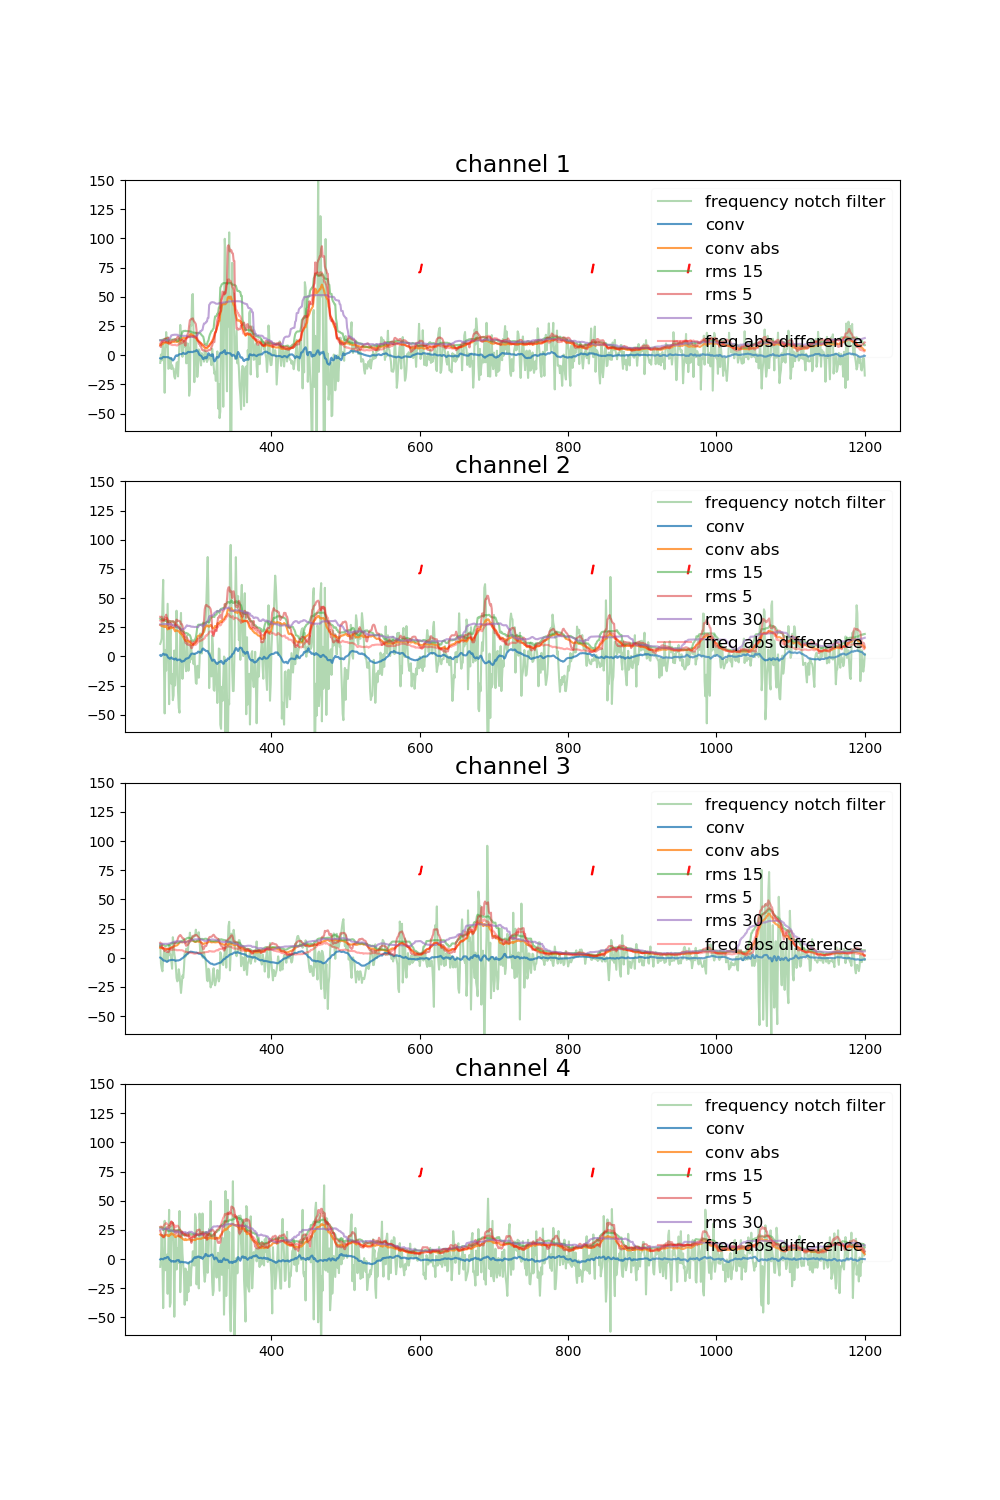 channel 1
150
125
100
75
50
25
0
−25
−50
frequency notch filter
conv
conv abs
rms 15
rms 5
rms 30
freq abs difference
400 600 800 1000 1200
channel 2
150
125
100
75
50
25
0
−25
−50
frequency notch filter
conv
conv abs
rms 15
rms 5
rms 30
freq abs difference
400 600 800 1000 1200
channel 3
150
125
100
75
50
25
0
−25
−50
frequency notch filter
conv
conv abs
rms 15
rms 5
rms 30
freq abs difference
400 600 800 1000 1200
channel 4
150
125
100
75
50
25
0
−25
−50
frequency notch filter
conv
conv abs
rms 15
rms 5
rms 30
freq abs difference
400 600 800 1000 1200